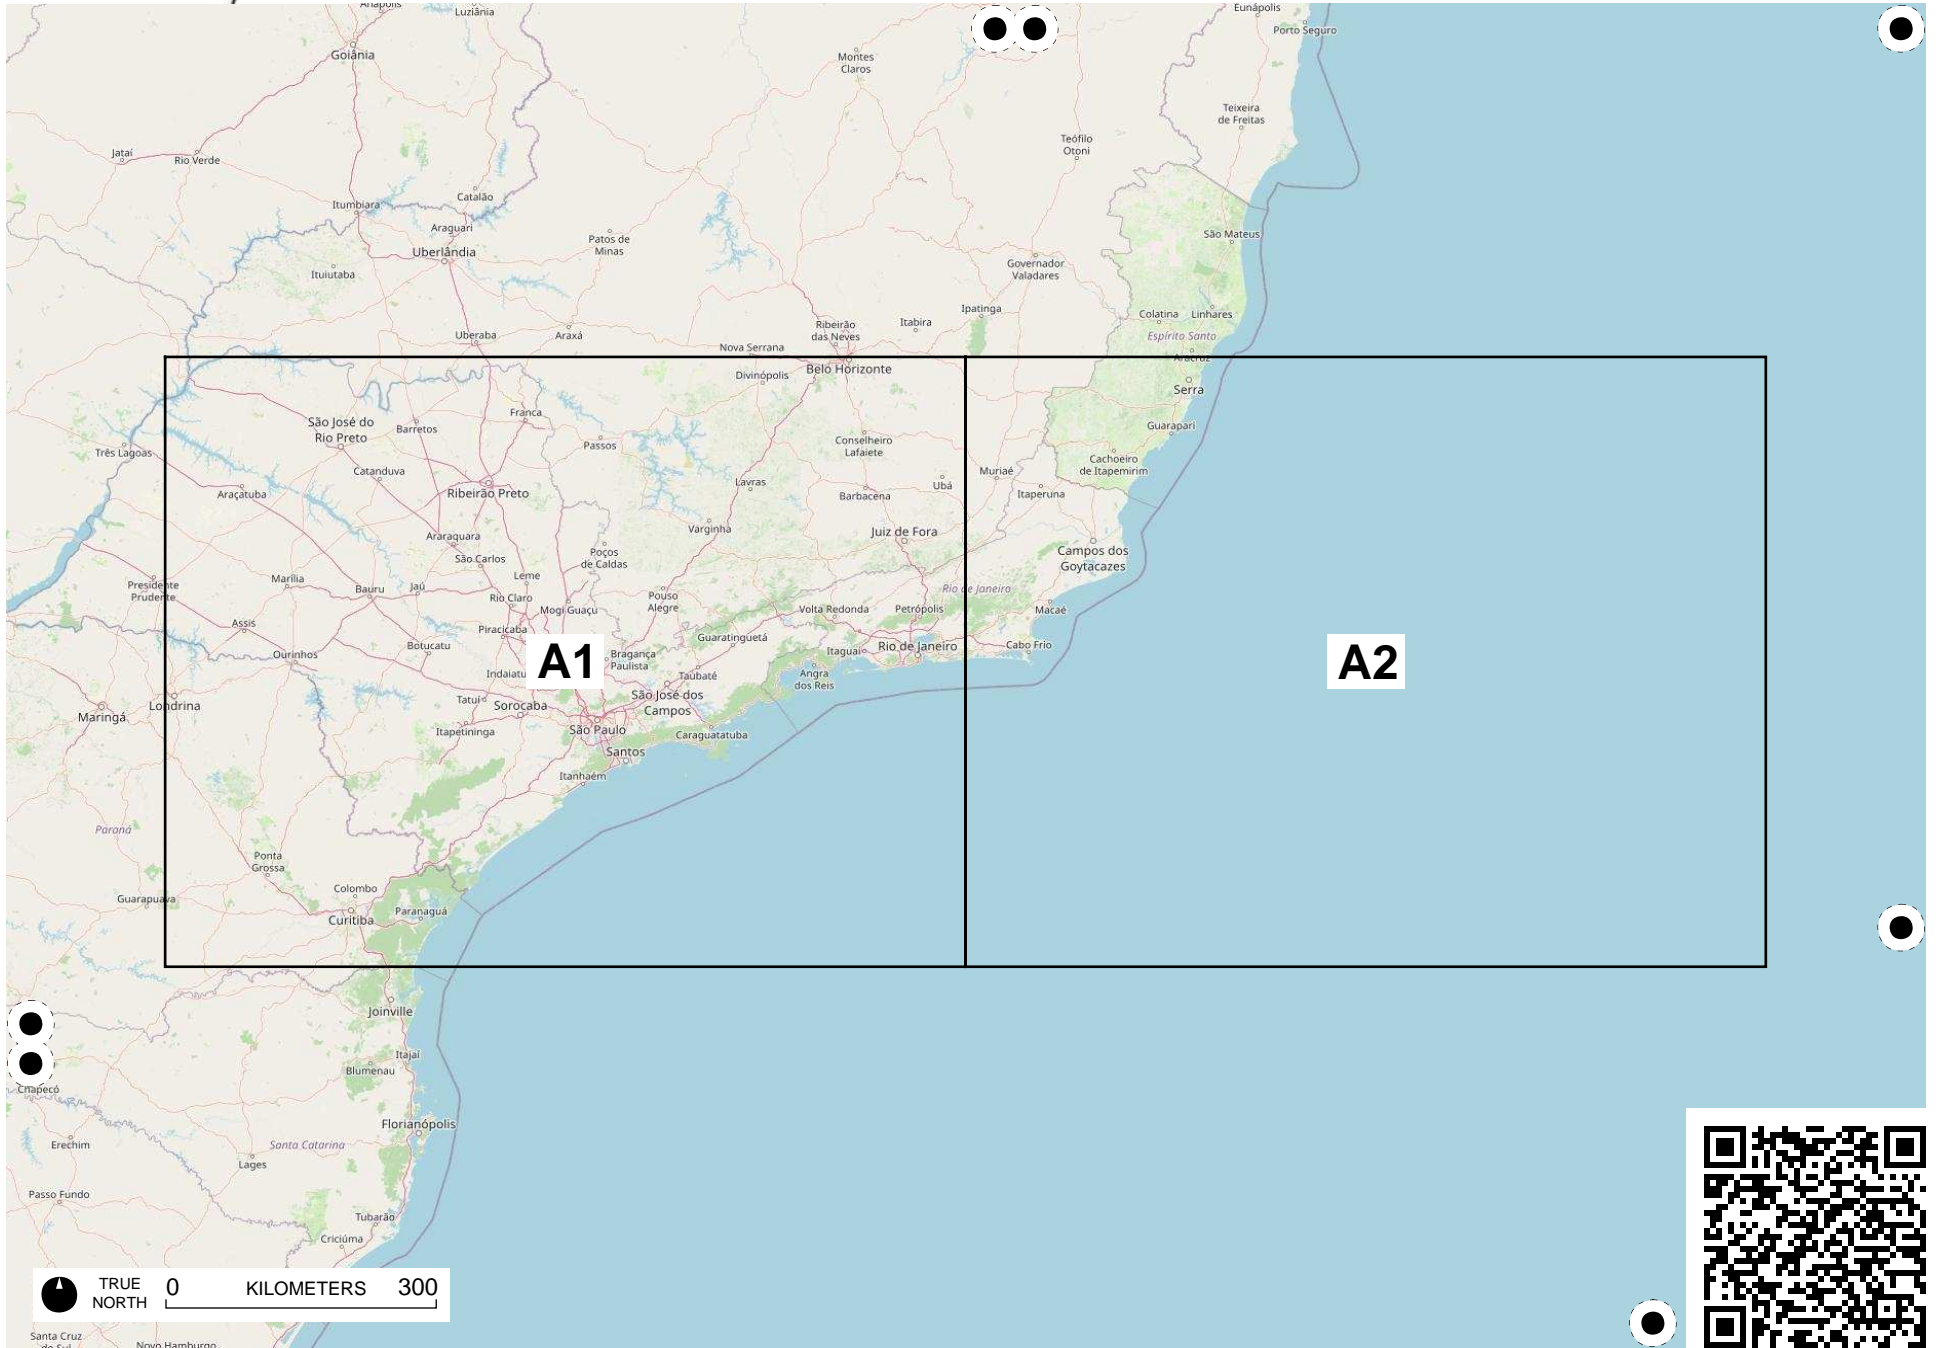 Anápolis
Luziânia
Eunápolis
Porto Seguro
Goiânia
Montes
Claros
Teixeira
de Freitas
Teófilo
Otoni
Jataí
Rio Verde
Catalão
Itumbiara
Araguari
Uberlândia
Patos de
Minas
São Mateus
Ituiutaba
Governador
Valadares
Ipatinga
Colatina
Linhares
Itabira
Ribeirão
das Neves
Uberaba
Araxá
Espírito Santo
Nova Serrana
Aracruz
Belo Horizonte
Divinópolis
Serra
Franca
São José do
Rio Preto
Barretos
Guarapari
Passos
Conselheiro
Lafaiete
Três Lagoas
Catanduva
Cachoeiro
de Itapemirim
Muriaé
Lavras
Ubá
Araçatuba
Ribeirão Preto
Barbacena
Itaperuna
Varginha
Juiz de Fora
Araraquara
Poços
de Caldas
Campos dos
Goytacazes
São Carlos
Leme
Marília
Presidente
Prudente
Bauru
Jaú
Rio de Janeiro
Rio Claro
Pouso
Alegre
Mogi Guaçu
Volta Redonda
Petrópolis
Macaé
Assis
Piracicaba
Guaratinguetá
Botucatu
Itaguaí
Rio de Janeiro
Cabo Frio
Ourinhos
A1
A2
Bragança
Paulista
Indaiatu
Taubaté
Angra
dos Reis
São José dos
Campos
Tatuí
Sorocaba
Londrina
Maringá
Itapetininga
São Paulo
Caraguatatuba
Santos
Itanhaém
Paraná
Ponta
Grossa
Colombo
Guarapuava
Curitiba
Paranaguá
Joinville
Itajaí
Blumenau
Chapecó
Florianópolis
Erechim
Santa Catarina
Lages
Passo Fundo
Tubarão
Criciúma
TRUE
NORTH
0 KILOMETERS 300
Santa Cruz
do Sul
Novo Hamburgo